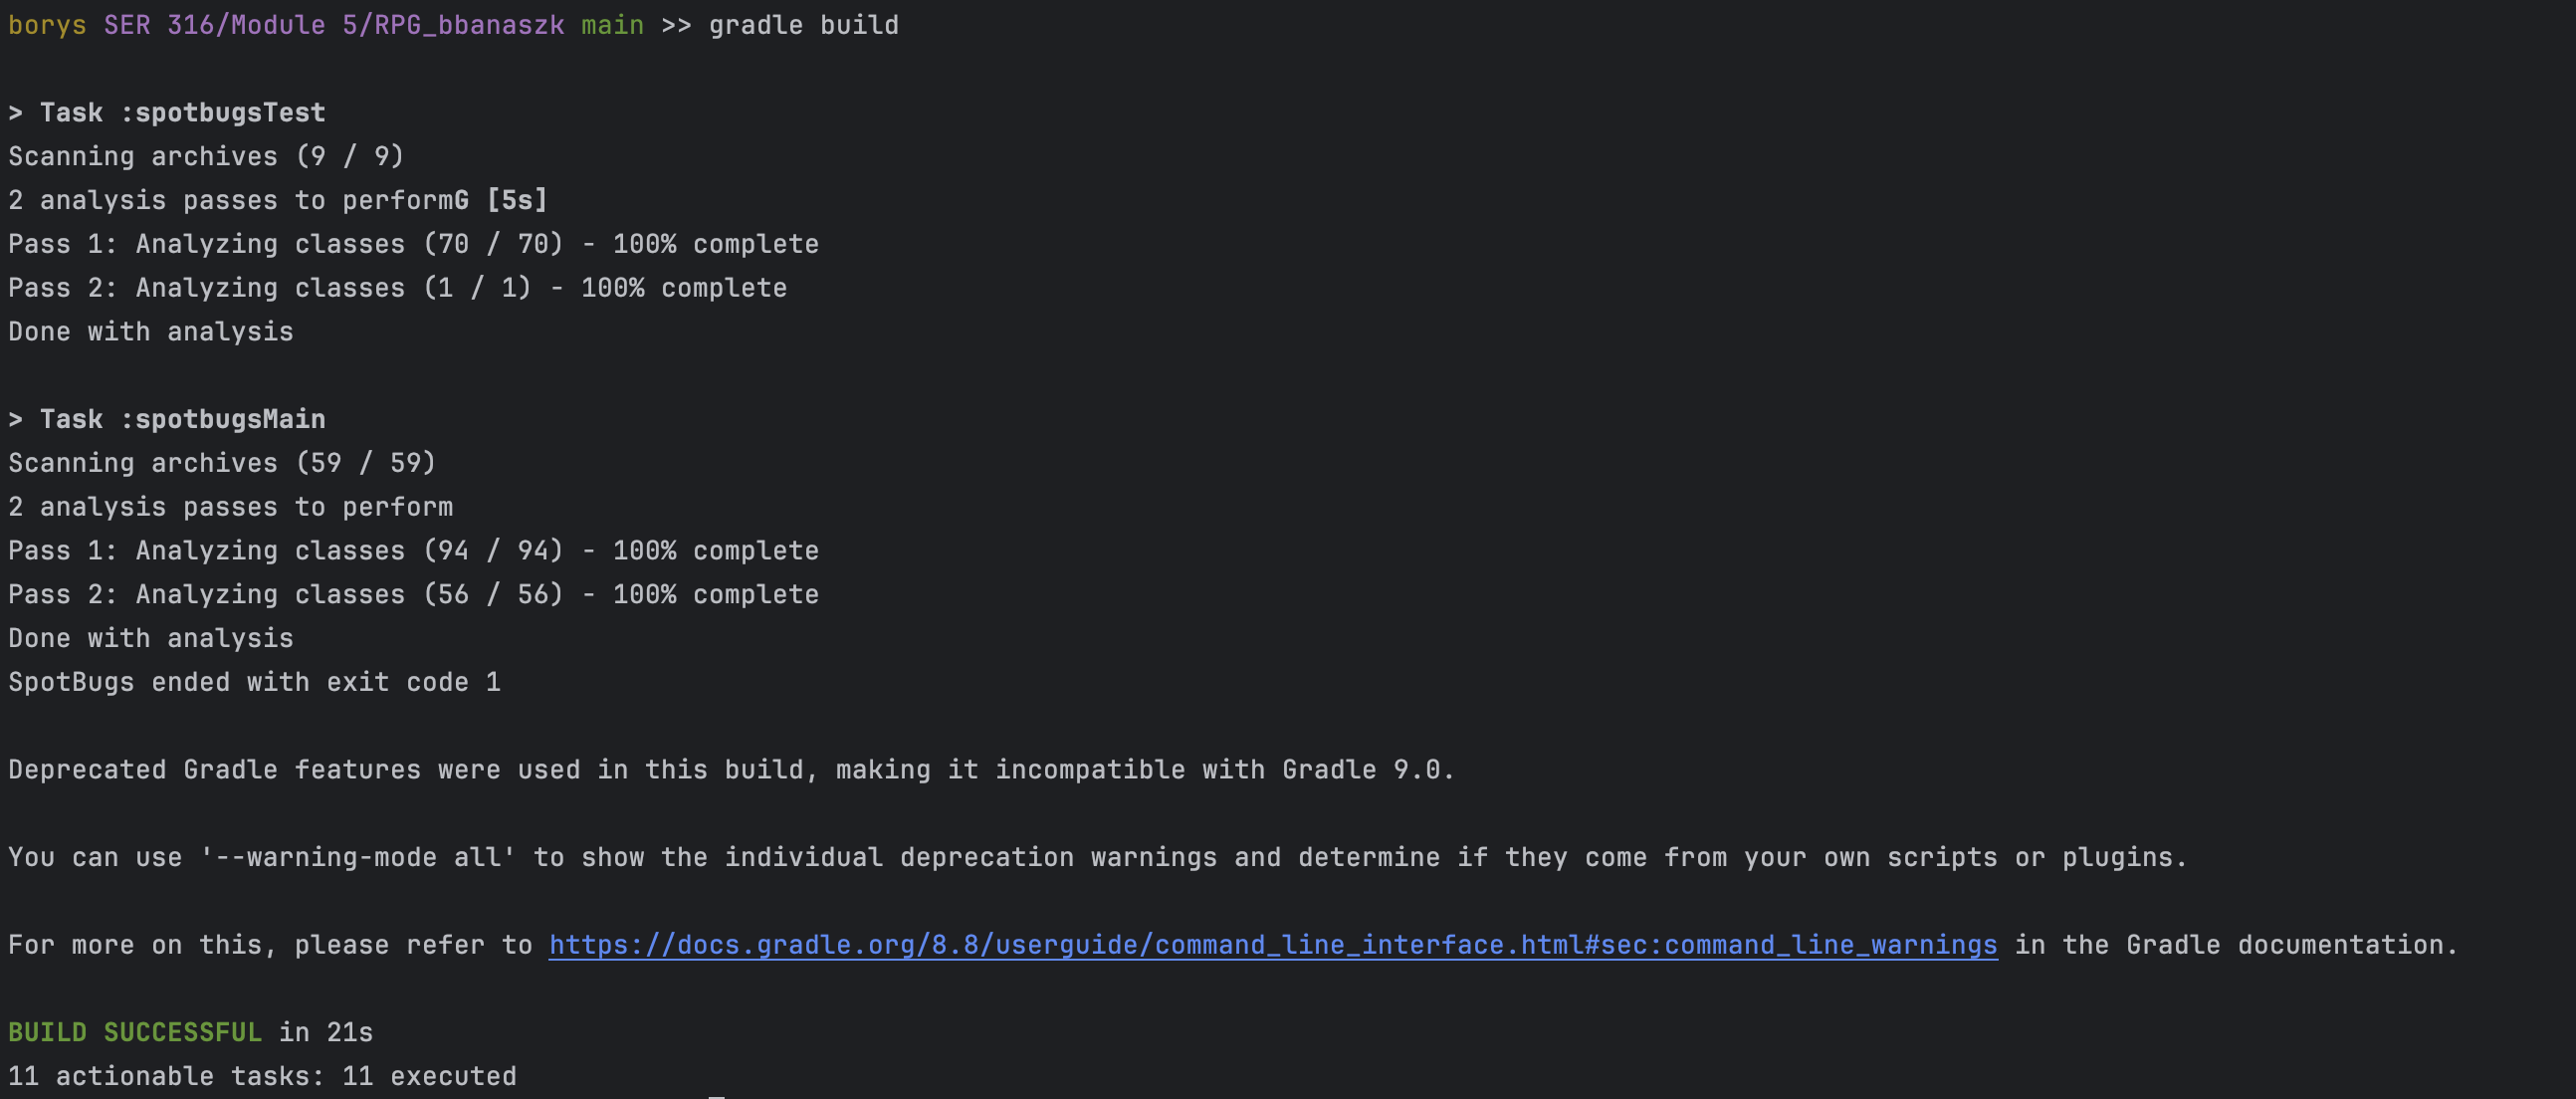 borys SER 316/Module 5/RPG_bbanaszk main >> gradle build
> Task :spotbugsTest
Scanning archives (9 / 9)
2 analysis passes to performG [5s]
Pass 1: Analyzing classes (70 / 70) - 100% complete
Pass 2: Analyzing classes (1 / 1) - 100% complete
Done with analysis
> Task :spotbugsMain
Scanning archives (59 / 59)
2 analysis passes to perform
Pass 1: Analyzing classes (94 / 94) - 100% complete
Pass 2: Analyzing classes (56 / 56) - 100% complete
Done with analysis
SpotBugs ended with exit code 1
Deprecated Gradle features were used in this build, making it incompatible with Gradle 9.0.
You can use '--warning-mode all' to show the individual deprecation warnings and determine if they come from your own scripts or plugins.
For more on this, please refer to https://docs.gradle.org/8.8/userguide/command_line_interface.html#sec:command_line_warnings in the Gradle documentation.
BUILD SUCCESSFUL in 21s
11 actionable tasks: 11 executed